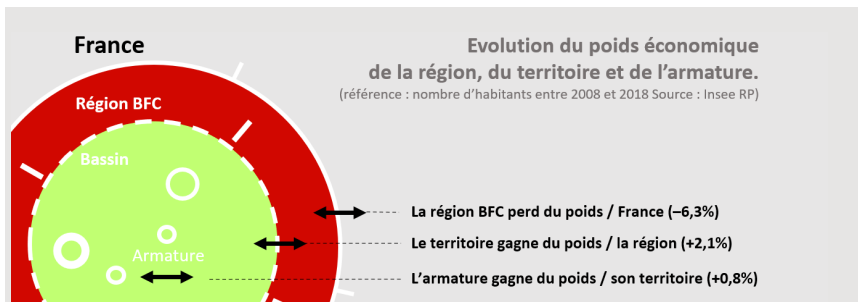 France
Evolution du poids économique
de la région, du territoire et de l'armature.
(référence : nombre d'habitants entre 2008 et 2018 Source : Insee RP)
Région BFC
Bassin
Armature
La région BFC perd du poids / France (–6,3%)
Le territoire gagne du poids / la région (+2,1%)
L'armature gagne du poids / son territoire (+0,8%)